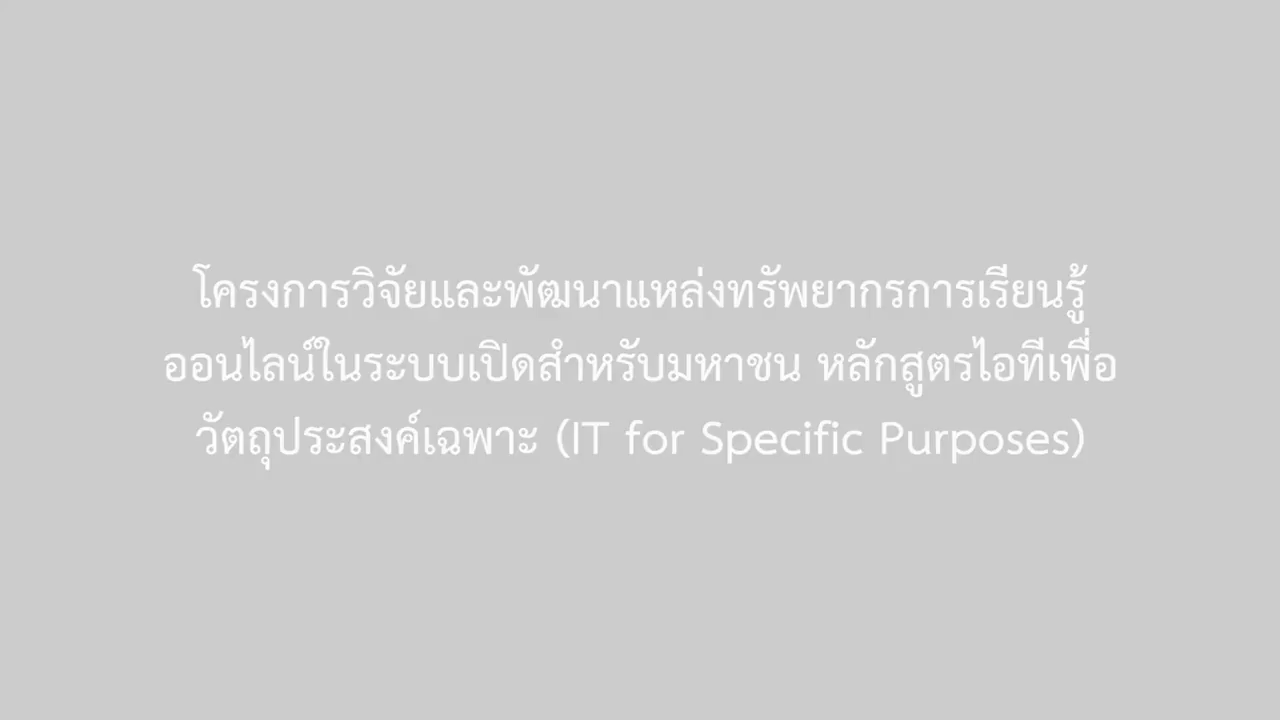 โครงการวิจัยและพัฒนาแหล่งทรัพยากรการเรียนรู้
ออนไลน์ในระบบเปิดสำหรับมหาชน หลักสูตรไอทีเพื่อ
วัตถุประสงค์เฉพาะ (IT for Specific Purposes)